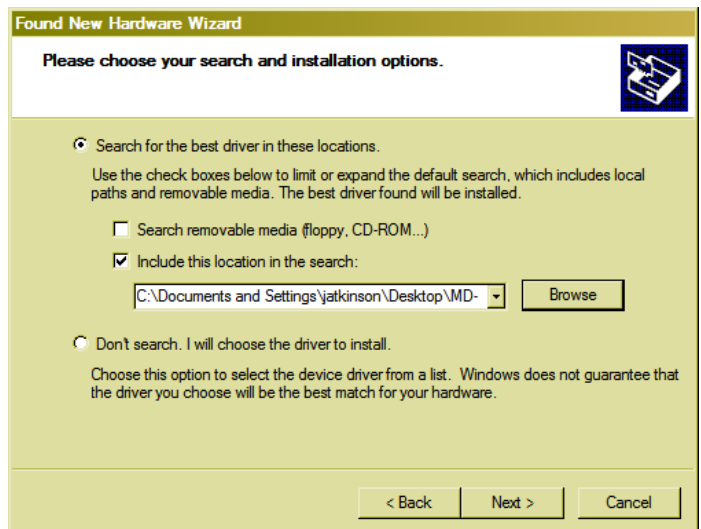 Found New Hardware Wizard
Please choose your search and installation options.
Search for the best driver in these locations.
Use the check boxes below to limit or expand the default search, which includes local
paths and removable media. The best driver found will be installed.
Search removable media (floppy, CD-ROM...)
Include this location in the search:
C:\Documents and Settings\jatkinson\Desktop\MD-
Browse
Don't search. I will choose the driver to install.
Choose this option to select the device driver from a list. Windows does not guarantee that
the driver you choose will be the best match for your hardware.
< Back
Next >
Cancel